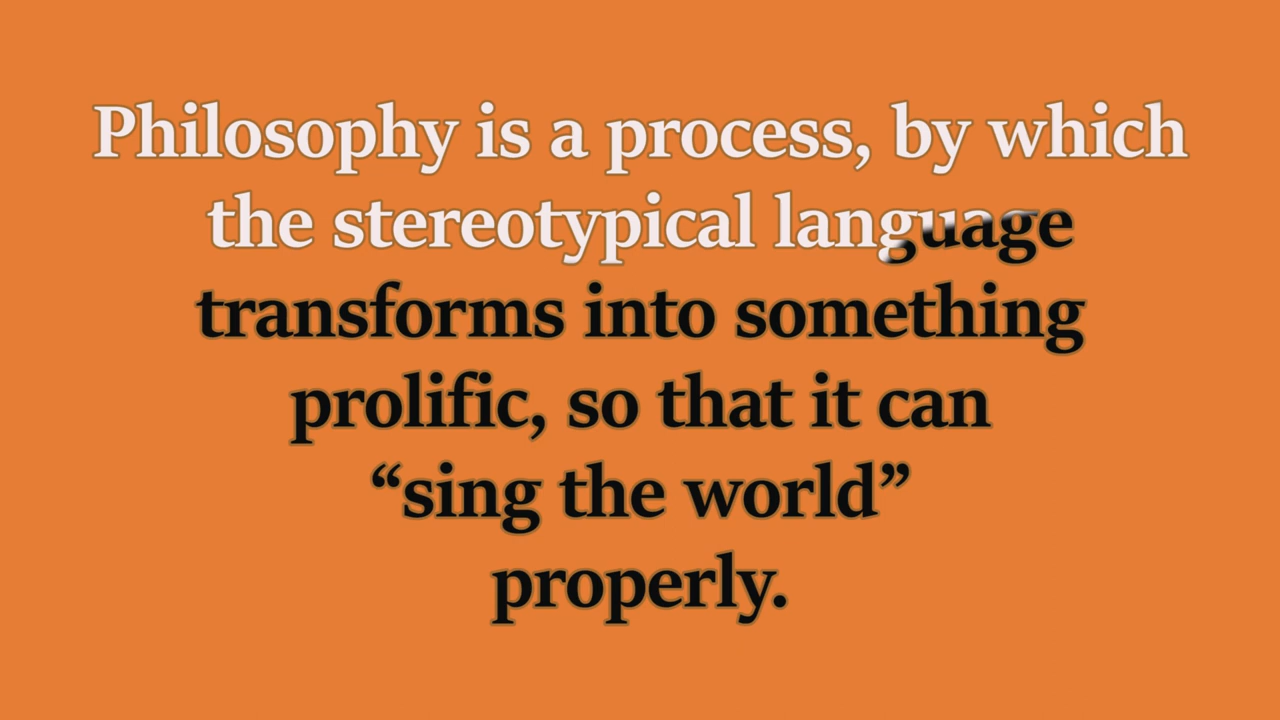 Philosophy is a process, by which
the stereotypical language
transforms into something
prolific, so that it can
“sing the world”
properly.